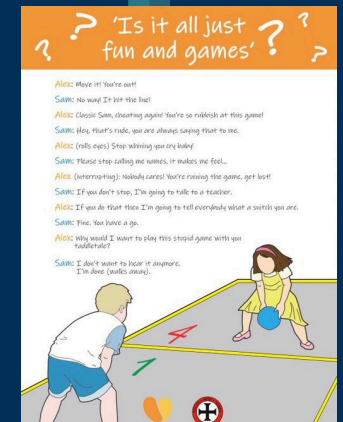 'Is it all just
fun and games'
Alex: Move it! You're out!
Sam: No way! It hit the line!
Alex: Classic Sam, cheating again! You're so rubbish at this game!
Sam: Hey, that's rude, you are always saying that to me.
Alex: (rolls eyes) Stop whining you cry baby!
Sam: Please stop calling me names, it makes me feel...
Alex (interrupting): Nobody cares! You're ruining the game, get lost!
Sam: If you don't stop, I'm going to talk to a teacher.
Alex: If you do that then I'm going to tell everybody what a snitch you are.
Sam: Fine. You have a go.
Alex: Why would I want to play this stupid game with you
taddletale?
Sam: I don't want to hear it anymore.
I'm done (walks away).
4
1